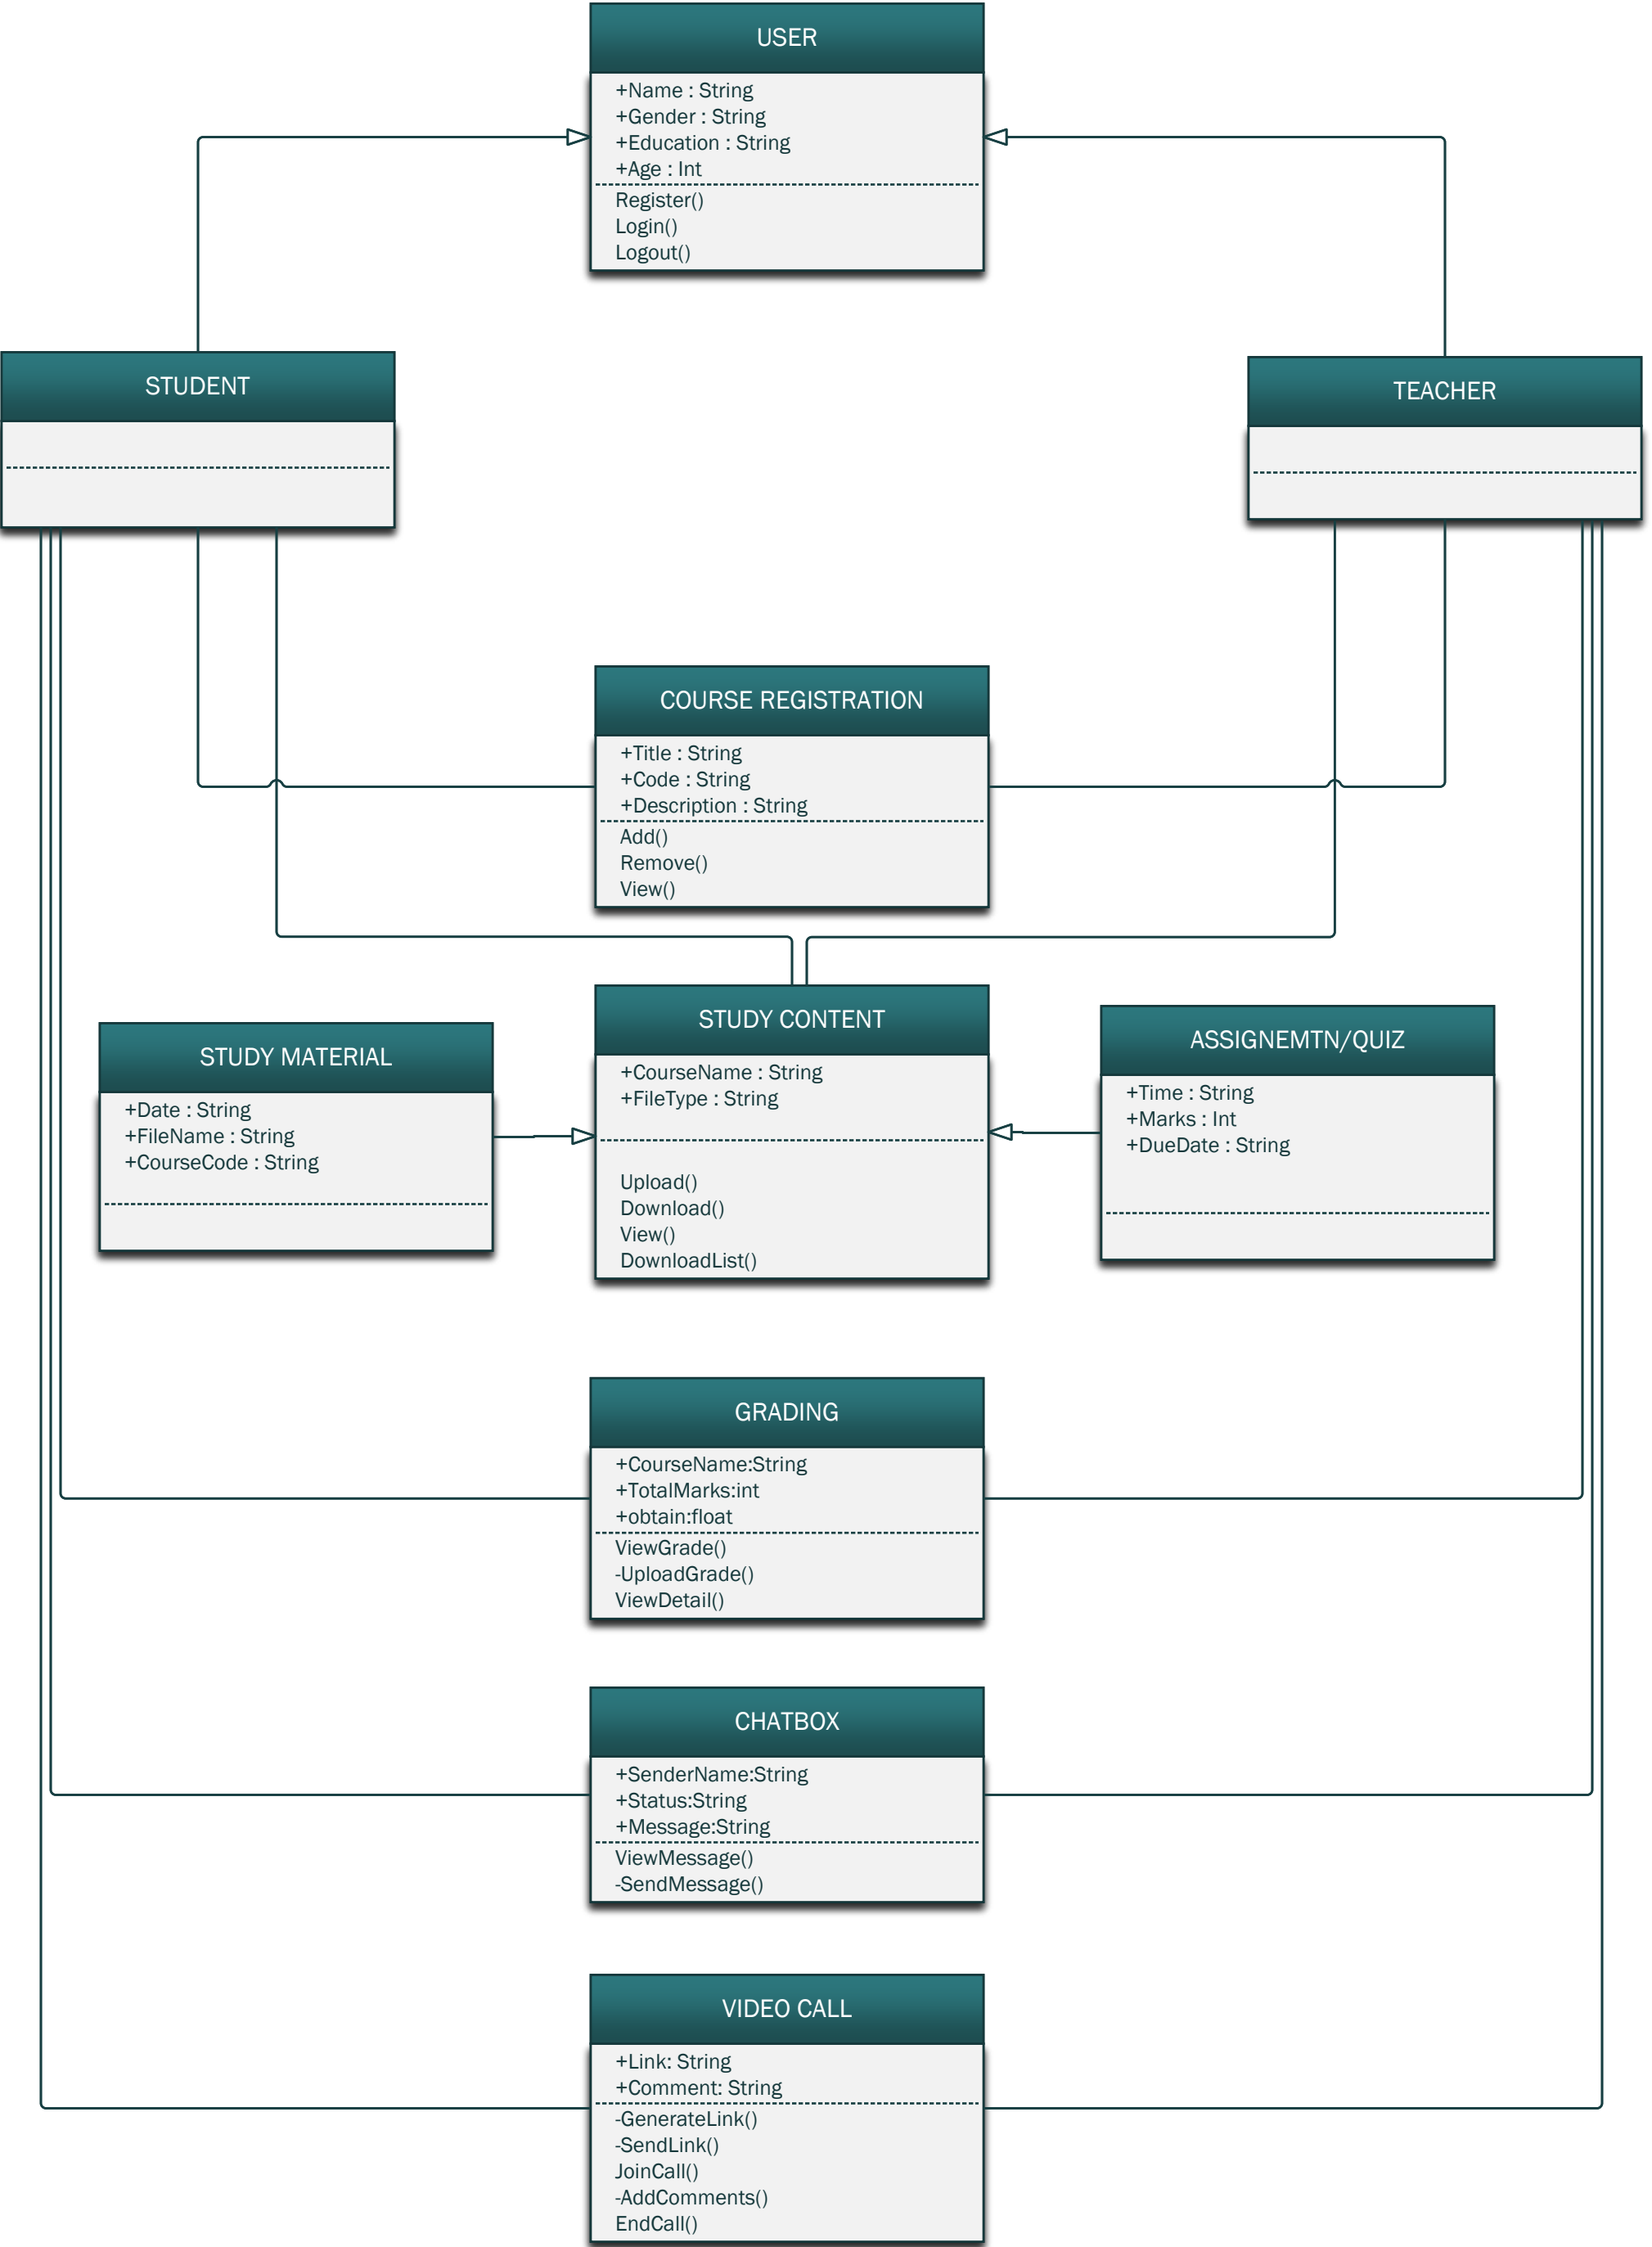 USER
+Name : String
+Gender : String
+Education : String
+Age : Int
Register()
Login()
Logout()
STUDENT
TEACHER
COURSE REGISTRATION
+Title : String
+Code : String
+Description : String
Add()
Remove()
View()
STUDY MATERIAL
+Date : String
+FileName : String
+CourseCode : String
STUDY CONTENT
+CourseName : String
+FileType : String
Upload()
Download()
View()
DownloadList()
ASSIGNEMTN/QUIZ
+Time : String
+Marks : Int
+DueDate : String
GRADING
+CourseName:String
+TotalMarks:int
+obtain:float
ViewGrade()
-UploadGrade()
ViewDetail()
CHATBOX
+SenderName:String
+Status:String
+Message:String
ViewMessage()
-SendMessage()
VIDEO CALL
+Link: String
+Comment: String
-GenerateLink()
-SendLink()
JoinCall()
-AddComments()
EndCall()